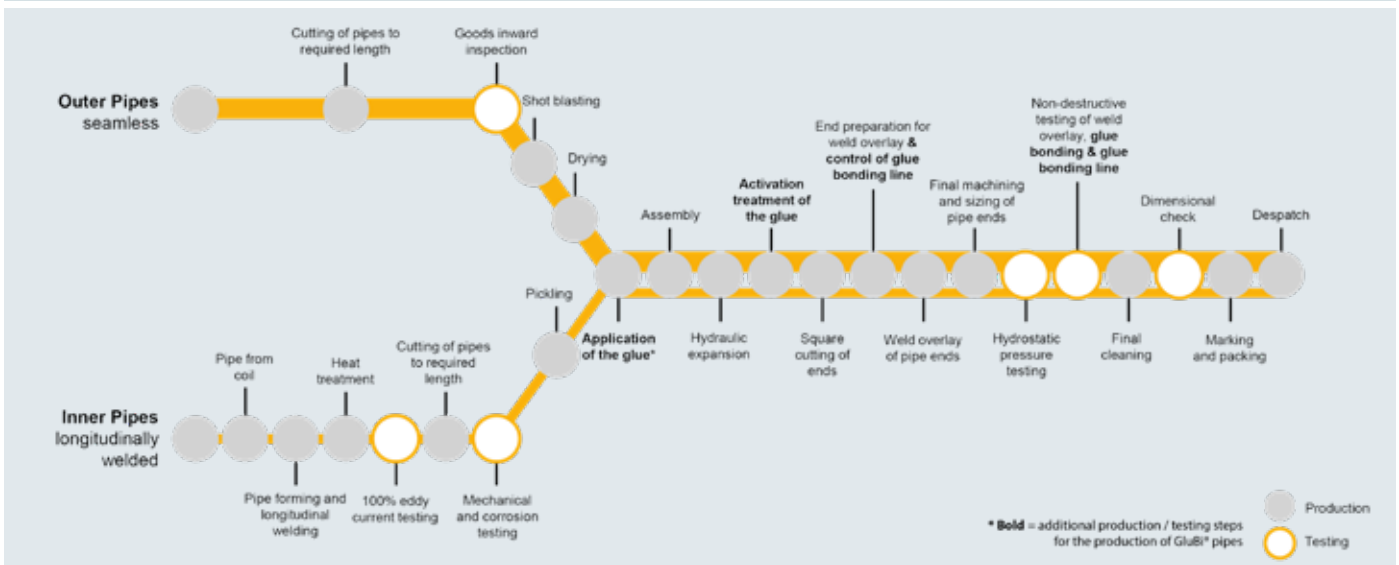 Cutting of pipes to
required length
Goods inward
inspection
Outer Pipes
seamless
Shot blasting
Drying
Assembly
Activation
treatment of
the glue
End preparation for
weld overlay &
control of glue
bonding line
Final machining
and sizing of
pipe ends
Non-destructive
testing of weld
overlay, glue
bonding & glue
bonding line
Dimensional
check
Despatch
Pickling
Application
of the glue*
Hydraulic
expansion
Square
cutting of
ends
Weld overlay
of pipe ends
Hydrostatic
pressure
testing
Final
cleaning
Marking
and packing
Inner Pipes
longitudinally
welded
Pipe from
coil
Heat
treatment
Cutting of pipes
to required
length
Pipe forming and
longitudinal
welding
100% eddy
current testing
Mechanical
and corrosion
testing
* Bold = additional production / testing steps
for the production of GluBi® pipes
Production
Testing